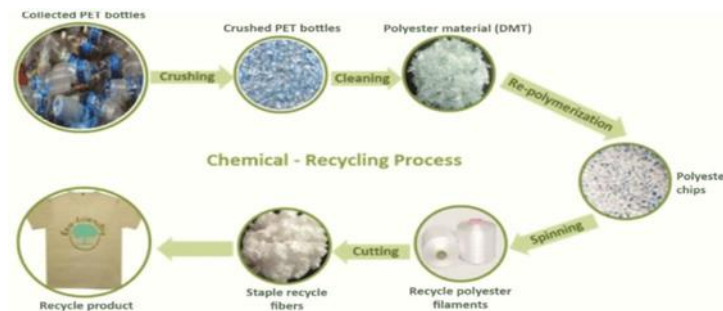 Collected PET bottles
Crushing
Crushed PET bottles
Cleaning
Polyester material (DMT)
Re-polymerization
Polyester
chips
Spinning
Recycle polyester
filaments
Cutting
Staple recycle
fibers
Recycle product
Chemical - Recycling Process